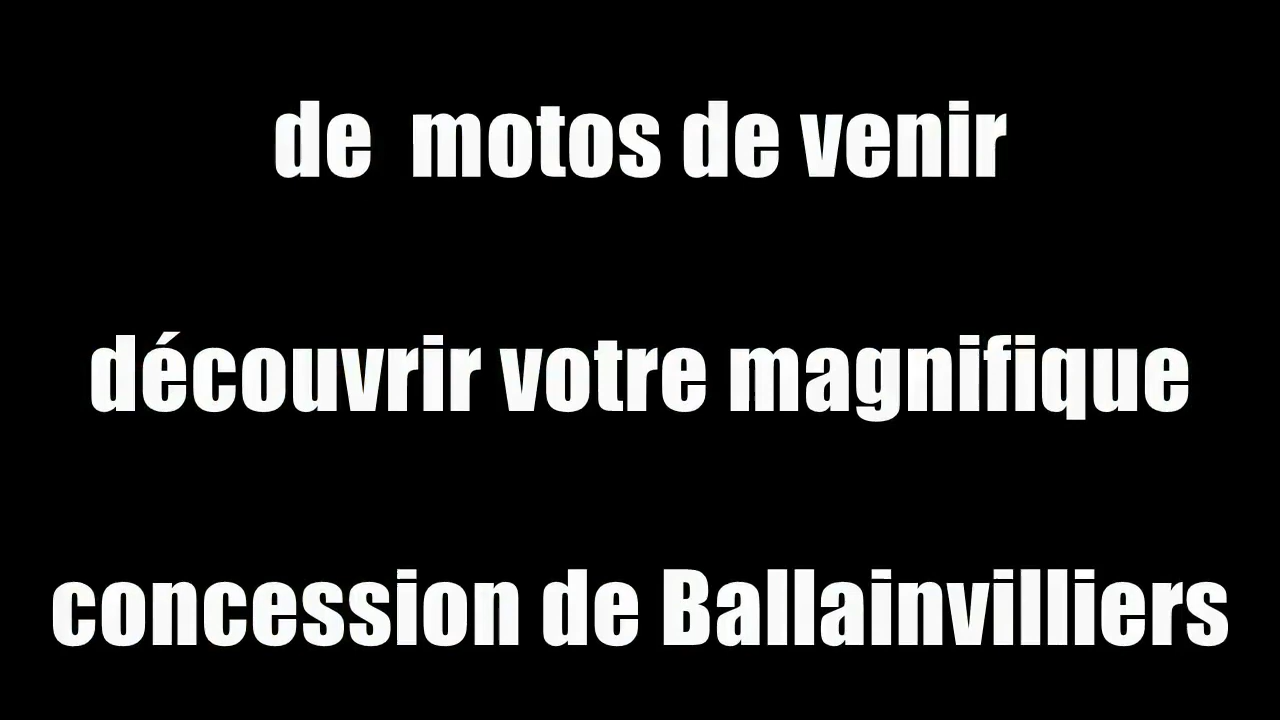 de  motos de venir
découvrir votre magnifique
concession de Ballainvilliers